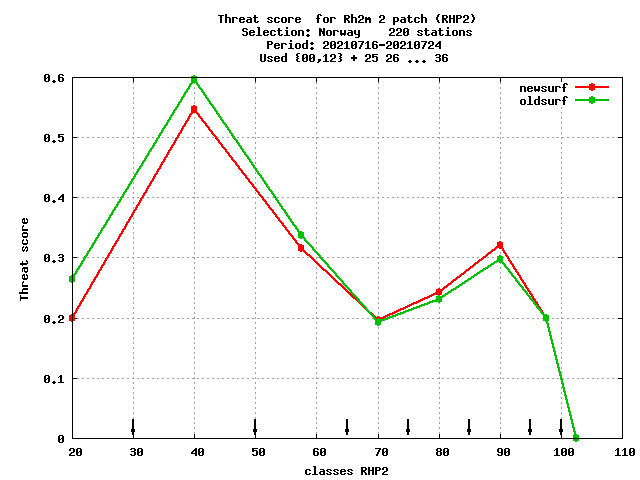 Threat score  for Rh2m 2 patch (RHP2)
Selection: Norway    220 stations
Period: 20210716-20210724
Used {00,12} + 25 26 ... 36
newsurf
oldsurf
0.6
0.5
0.4
0.3
0.2
0.1
0
Threat score
20 30 40 50 60 70 80 90 100 110
classes RHP2